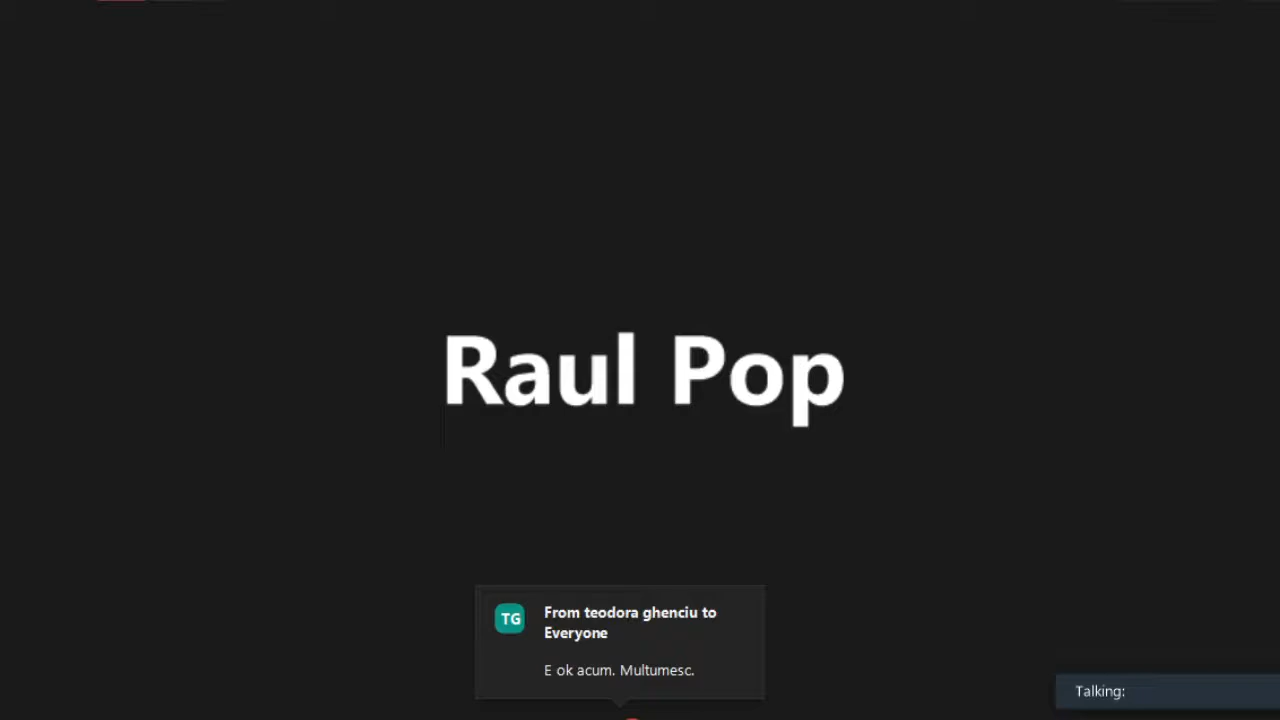 Raul Pop
TG
From teodora ghenciu to
Everyone
E ok acum. Multumesc.
Talking: